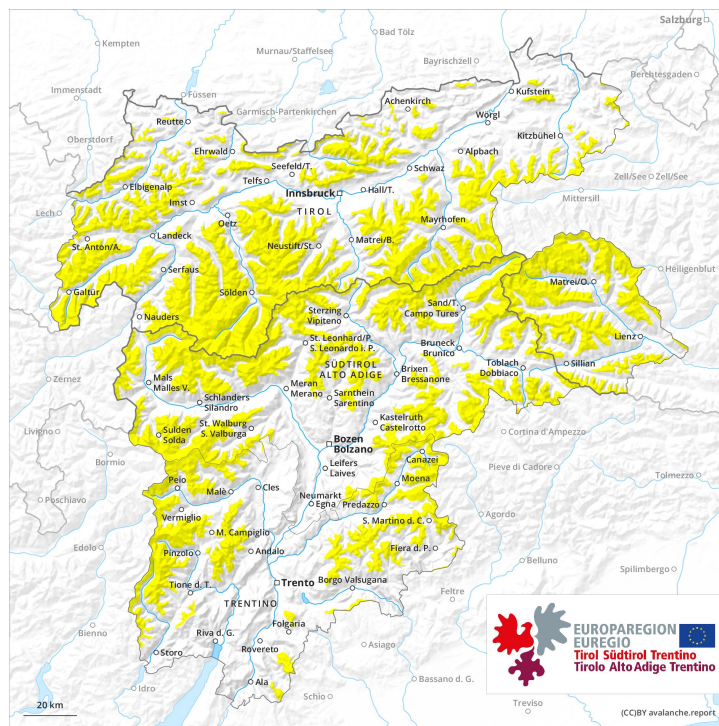 Salzburg
Kempten
Bad Tölz
Murnau/Staffelsee
Bayrischzell
Berchtesgaden
Immenstadt
Füssen
Garmisch-Partenkirchen
Achenkirch
Kufstein
Reutte
Wörgl
Oberstdorf
Ehrwald
Kitzbühel
Seefeld/T.
Alpbach
Telfs
Schwaz
Zell/See
Zell/See
Elbigenalp
Innsbruck
Hall/T.
Mittersill
Lech
Imst
TIROL
Oetz
Mayrhofen
St. Anton/A.
Landeck
Neustift/St.
Matrei/B.
Serfaus
Heiligenblut
Galtür
Sölden
Matrei/O.
Nauders
Sterzing
Vipiteno
Sand/T.
Campo Tures
St. Leonhard/P.
S. Leonardo i. P.
Bruneck
Brunico
Lienz
SÜDTIROL
ALTO ADIGE
Toblach
Dobbiaco
Sillian
Zernez
Mals
Malles V.
Meran
Merano
Brixen
Bressanone
Schlanders
Silandro
Sarnthein
Sarentino
St. Walburg
S. Valburga
Kastelruth
Castelrotto
Livigno
Sulden
Solda
Bozen
Bolzano
Cortina d'Ampezzo
Bormio
Canazei
Pieve di Cadore
Leifers
Laives
Tolmezzo
Peio
Moena
Poschiavo
Malè
Cles
Neumarkt
Egna
Predazzo
Vermiglio
Agordo
M. Campiglio
S. Martino d. C.
Edolo
Pinzolo
Andalo
Fiera d. P.
Belluno
Spilimbergo
Tione d. T.
Trento
Borgo Valsugana
Feltre
TRENTINO
Bienno
Folgaria
Riva d. G.
Rovereto
Asiago
Storo
Bassano d. G.
Ala
Idro
Schio
Treviso
EUROPAREGION
EUREGIO
Tirol Südtirol Trentino
Tirolo Alto Adige Trentino
20 km
(CC)BY avalanche.report